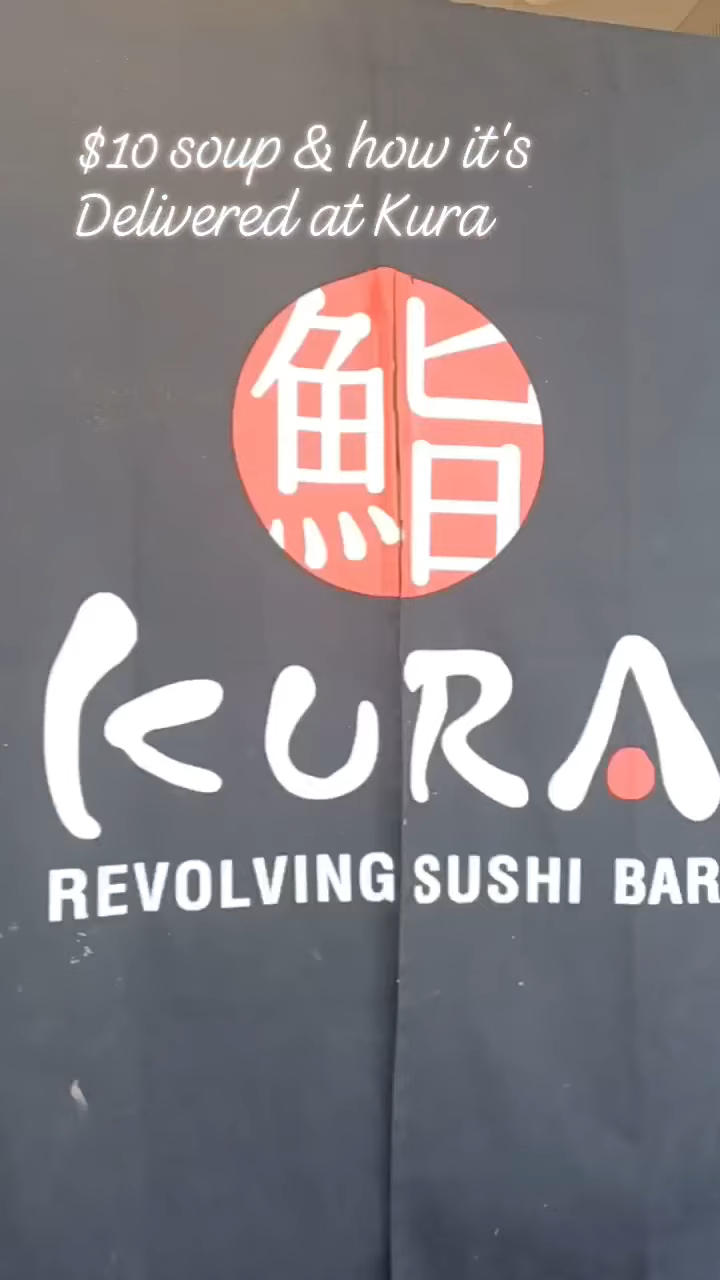 $10 soup & how it's
Delivered at Kura
鮨
KURA
REVOLVING SUSHI BAR